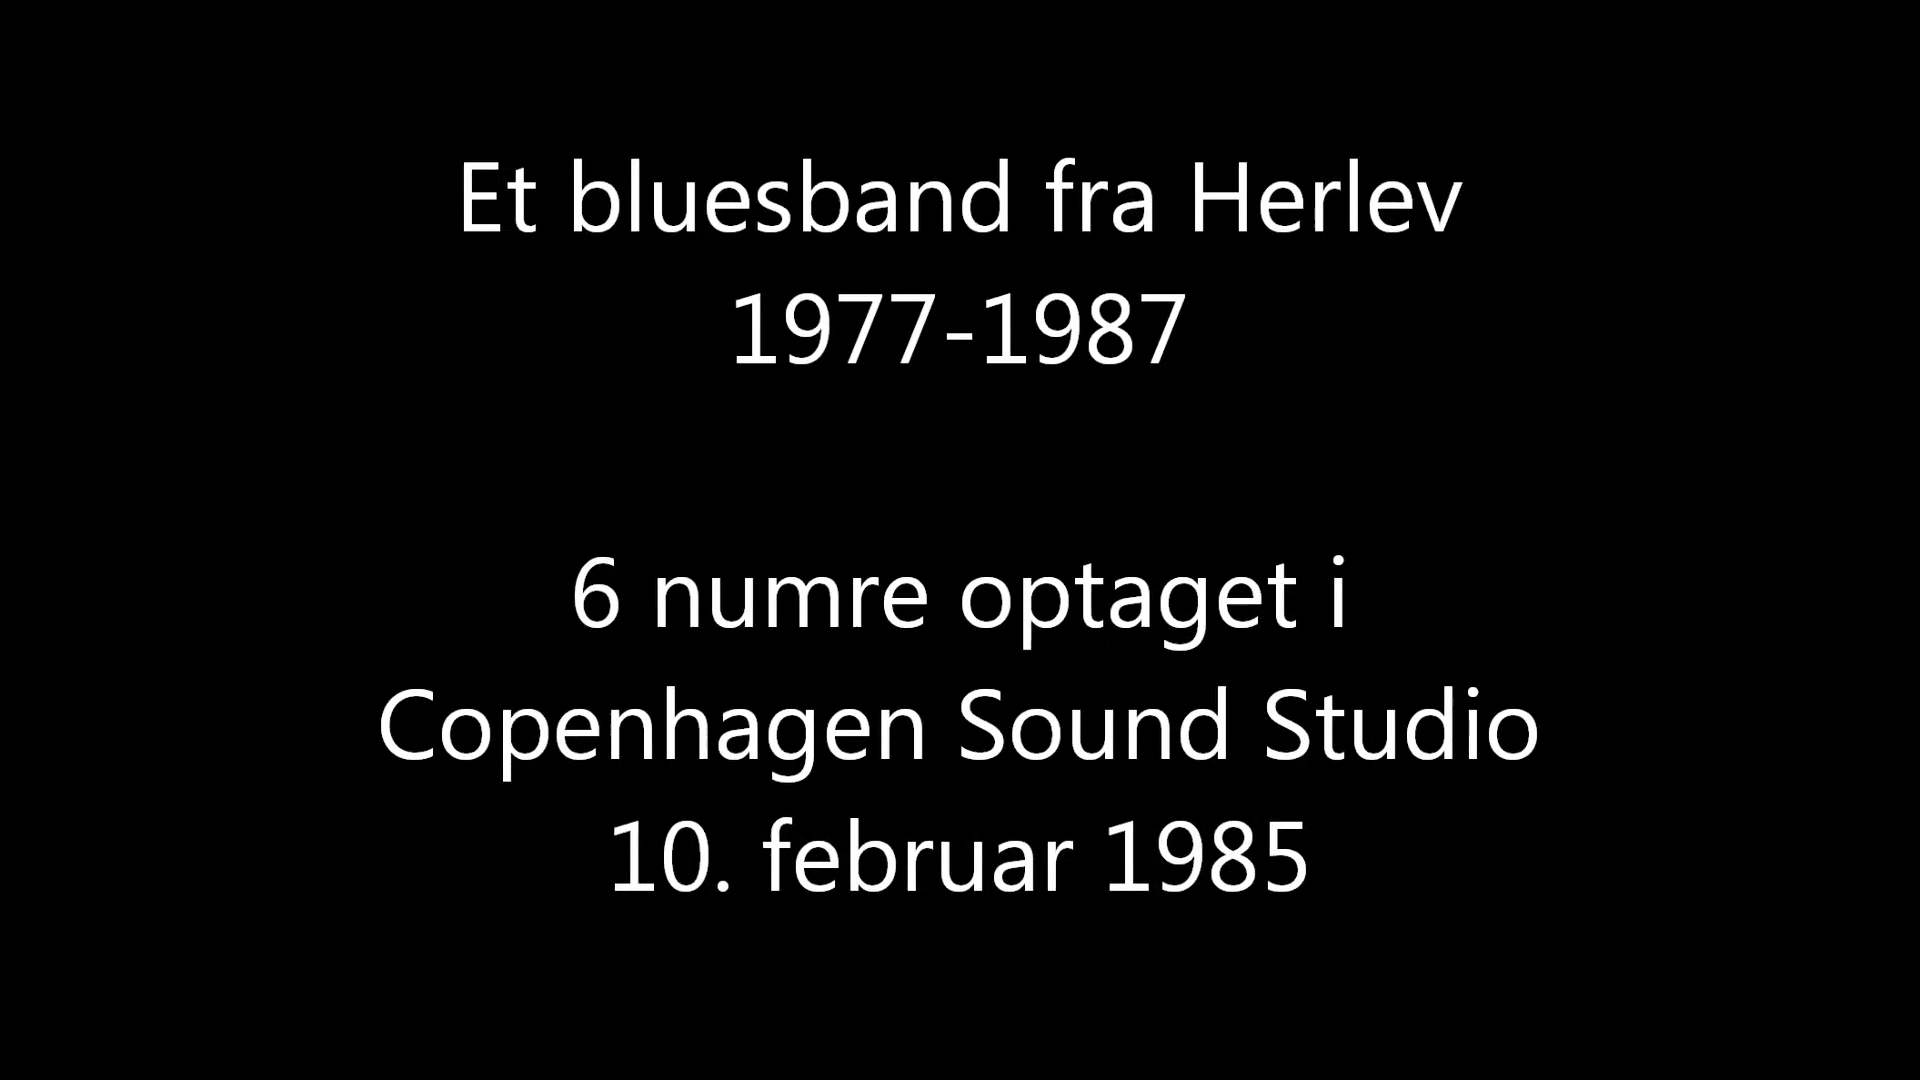 Et bluesband fra Herlev
1977-1987
6 numre optaget i
Copenhagen Sound Studio
10. februar 1985